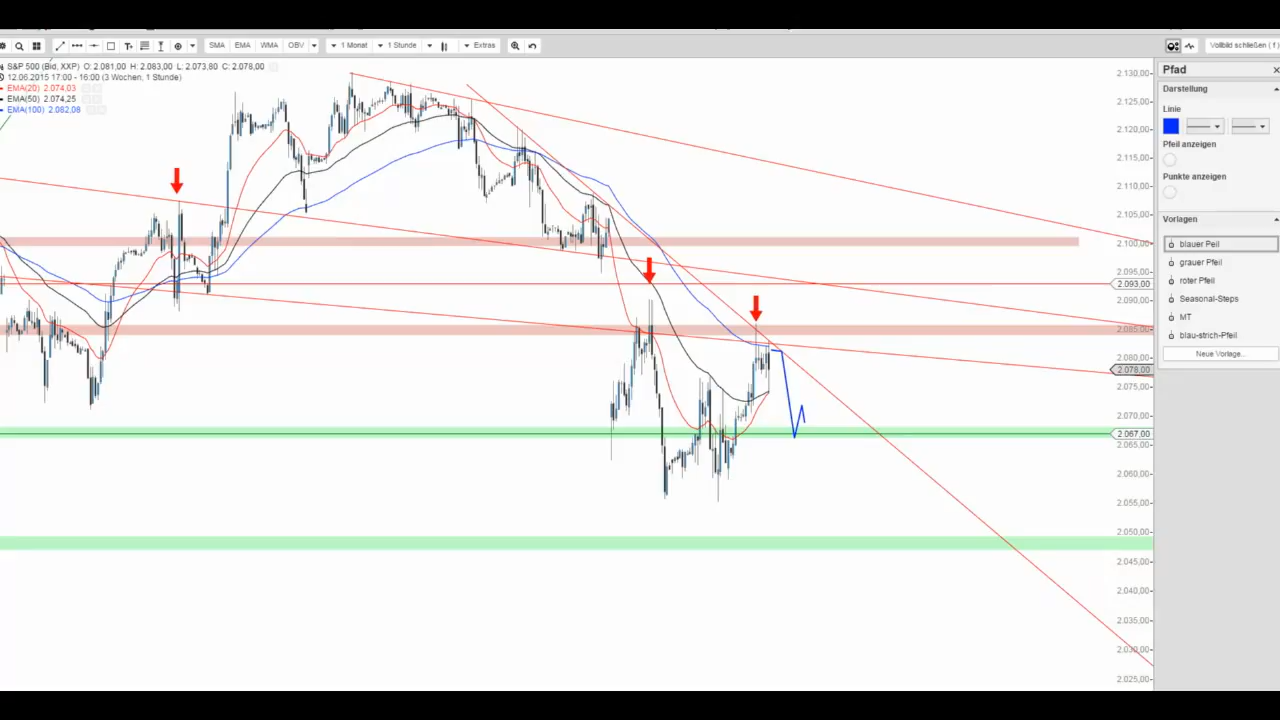 SMA EMA WMA OBV 1 Monat 1 Stunde Extras Vollbild schließen ( f )
S&P 500 (Bid, XXP) O: 2.081,00 H: 2.083,00 L: 2.073,80 C: 2.078,00
12.06.2015 17:00 - 16:00 (3 Wochen, 1 Stunde)
EMA(20) 2.074,03
EMA(50) 2.074,25
EMA(100) 2.082,08
2.130,00
2.125,00
2.120,00
2.115,00
2.110,00
2.105,00
2.100,00
2.095,00
2.093,00
2.090,00
2.085,00
2.080,00
2.078,00
2.075,00
2.070,00
2.067,00
2.065,00
2.060,00
2.055,00
2.050,00
2.045,00
2.040,00
2.035,00
2.030,00
2.025,00
Pfad
Darstellung
Linie
Pfeil anzeigen
Punkte anzeigen
Vorlagen
blauer Peil
grauer Pfeil
roter Pfeil
Seasonal-Steps
MT
blau-strich-Pfeil
Neue Vorlage...